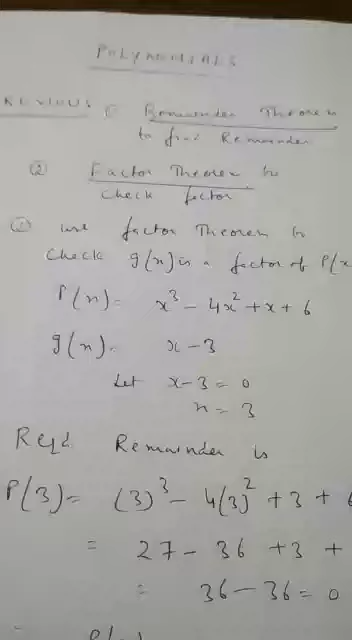 POLYNOMIALS
REVIOUS ① Remainder Theorem
to find Remainder
② Factor Theorem to
check factor
use factor Theorem to
Check g(x) is a factor of P(x
P(x) = x³ - 4x² + x + 6
g(x) = x - 3
Let x - 3 = 0
x = 3
Reqd Remainder is
P(3) = (3)³ - 4(3)² + 3 + 6
= 27 - 36 + 3 +
= 36 - 36 = 0